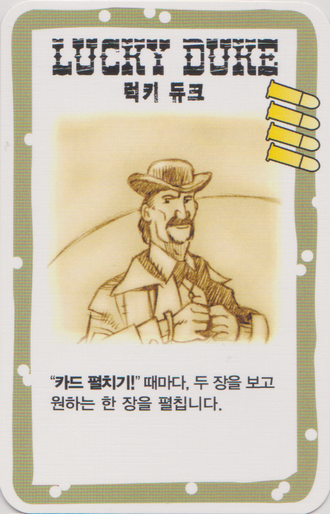 LUCKY DUKE
럭키 듀크
“카드 펼치기!” 때마다, 두 장을 보고
원하는 한 장을 펼칩니다.